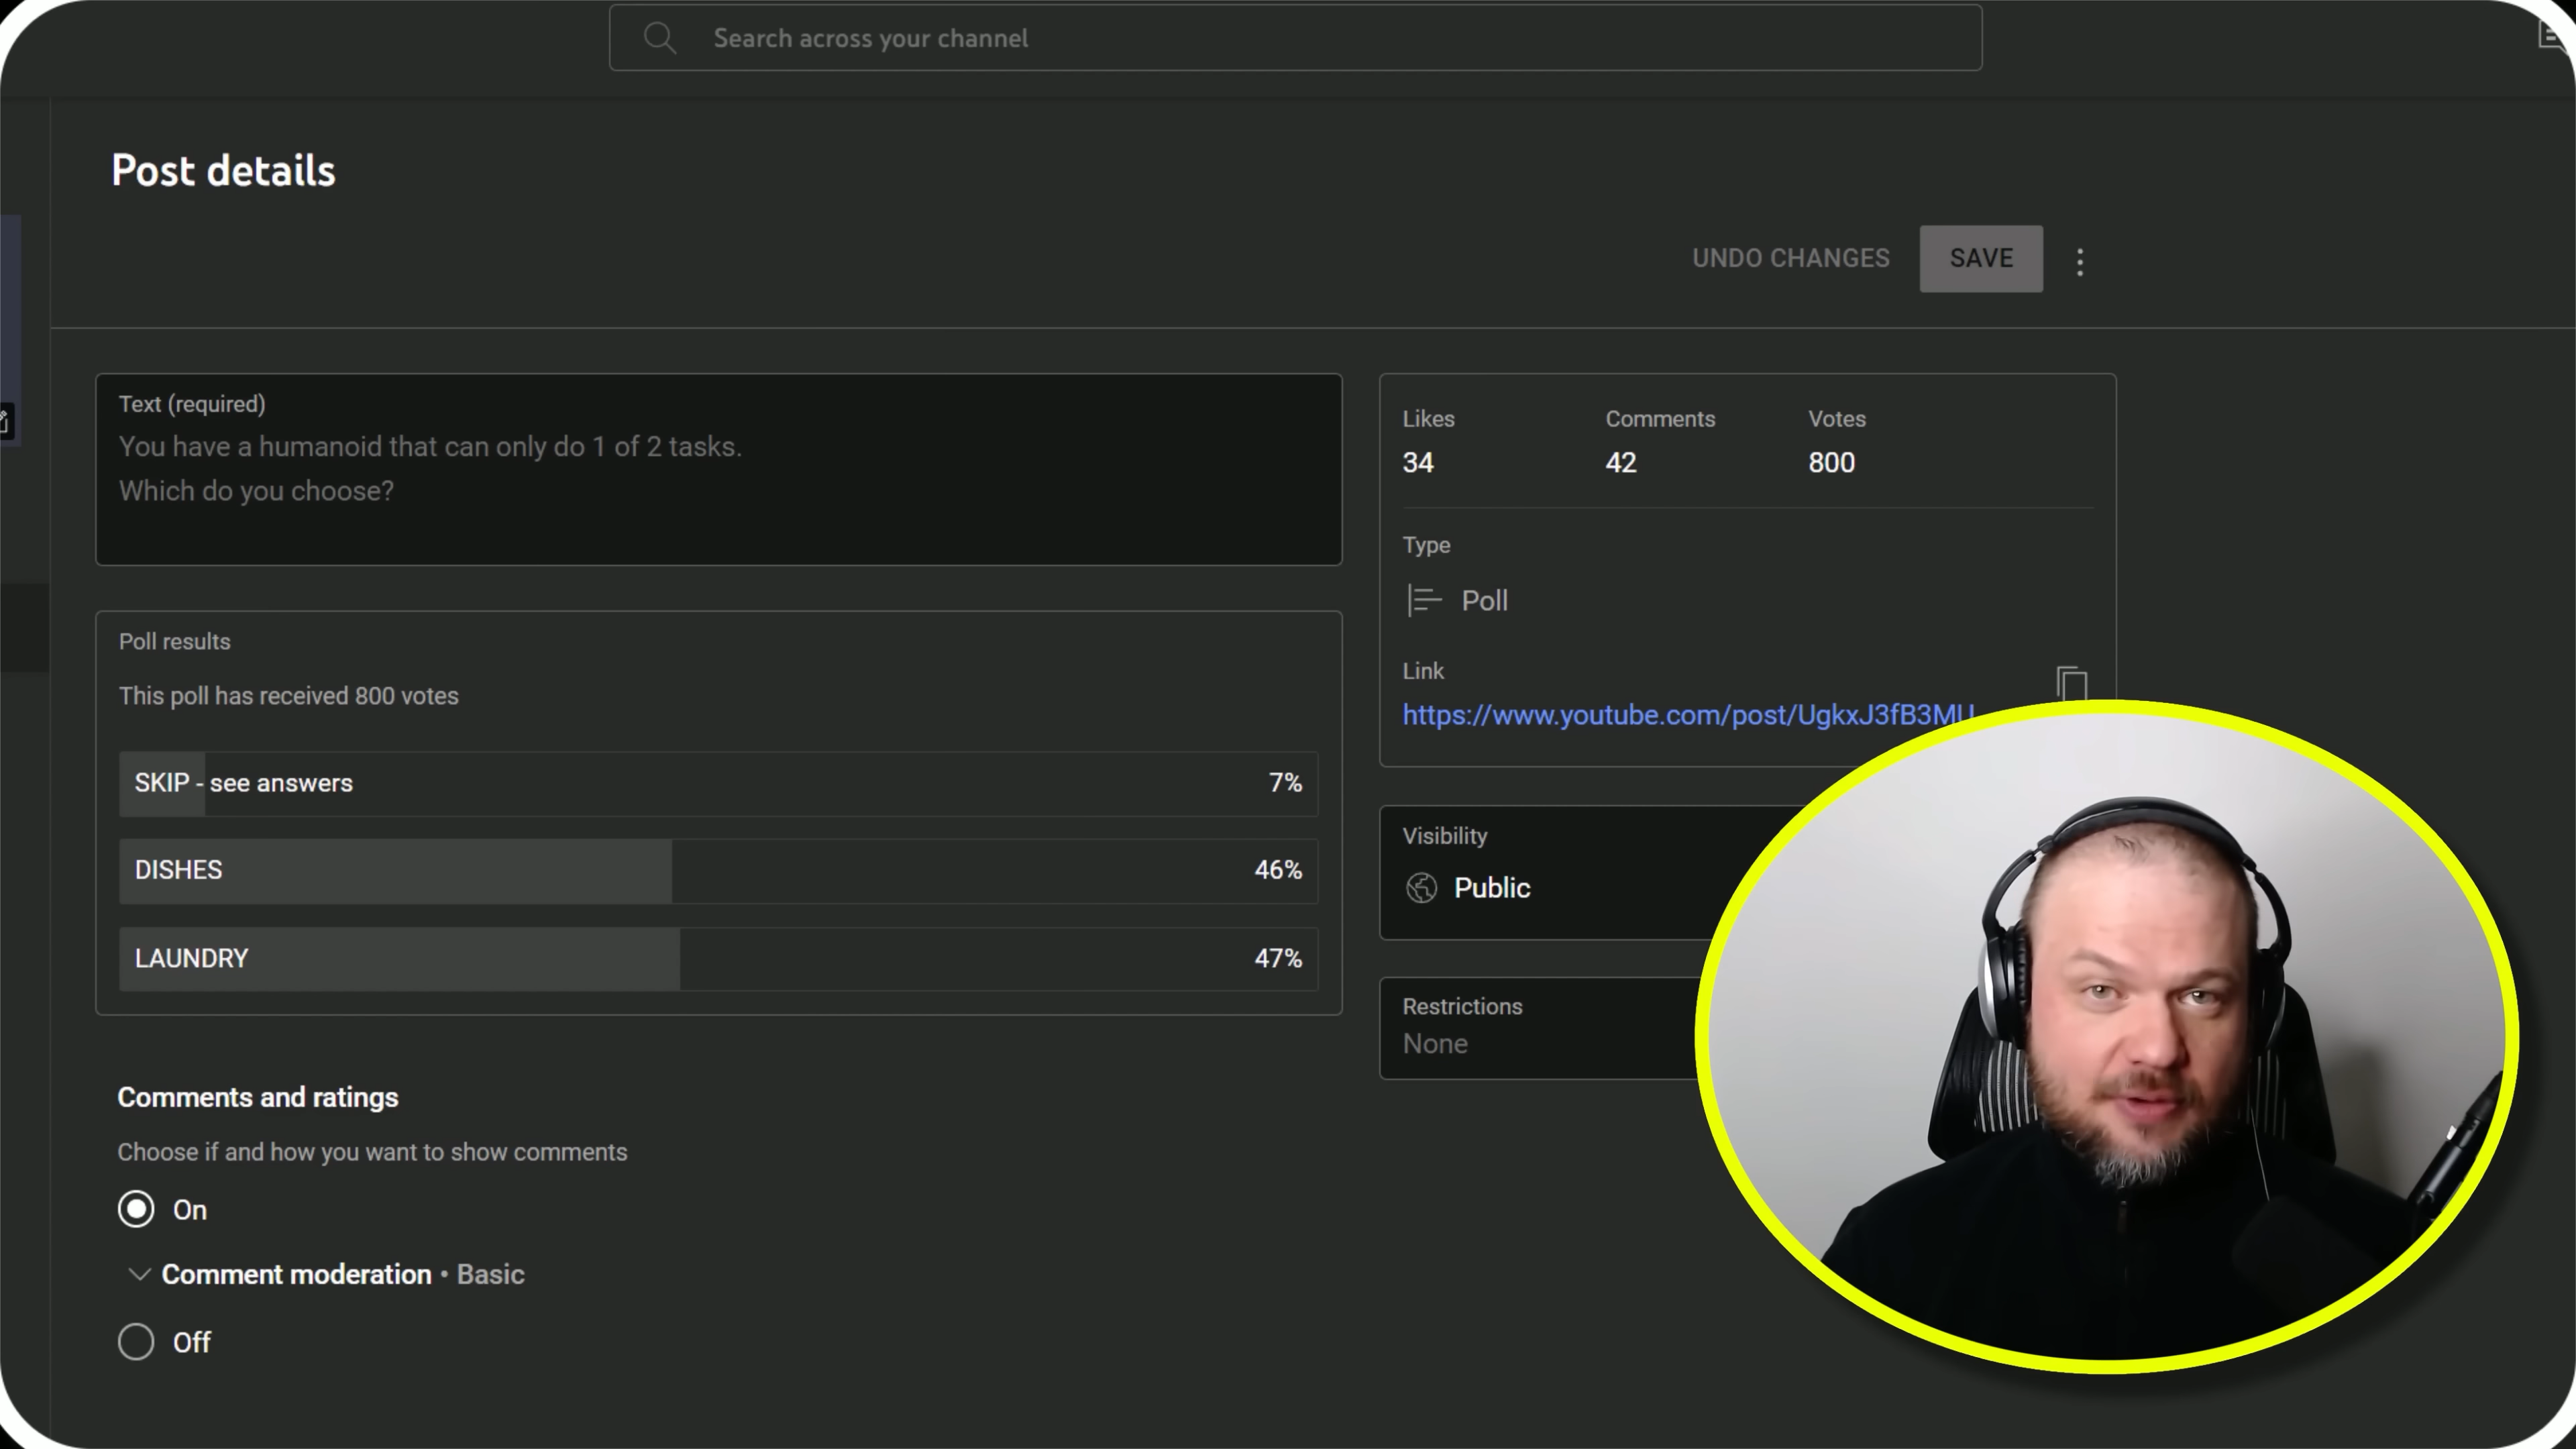 Search across your channel
Post details
UNDO CHANGES
SAVE
Text (required)
You have a humanoid that can only do 1 of 2 tasks.
Which do you choose?
Likes
34
Comments
42
Votes
800
Type
Poll
Link
https://www.youtube.com/post/UgkxJ3fB3MU
Poll results
This poll has received 800 votes
SKIP - see answers 7%
DISHES 46%
LAUNDRY 47%
Visibility
Public
Restrictions
None
Comments and ratings
Choose if and how you want to show comments
On
Comment moderation • Basic
Off